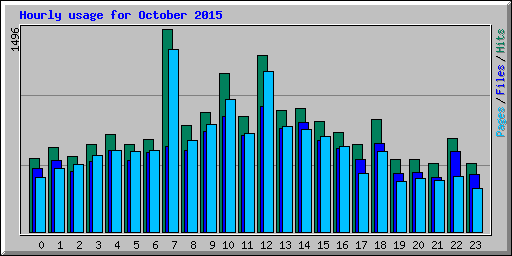 Hourly usage for October 2015
1496
Pages/Files/Hits
0 1 2 3 4 5 6 7 8 9 10 11 12 13 14 15 16 17 18 19 20 21 22 23